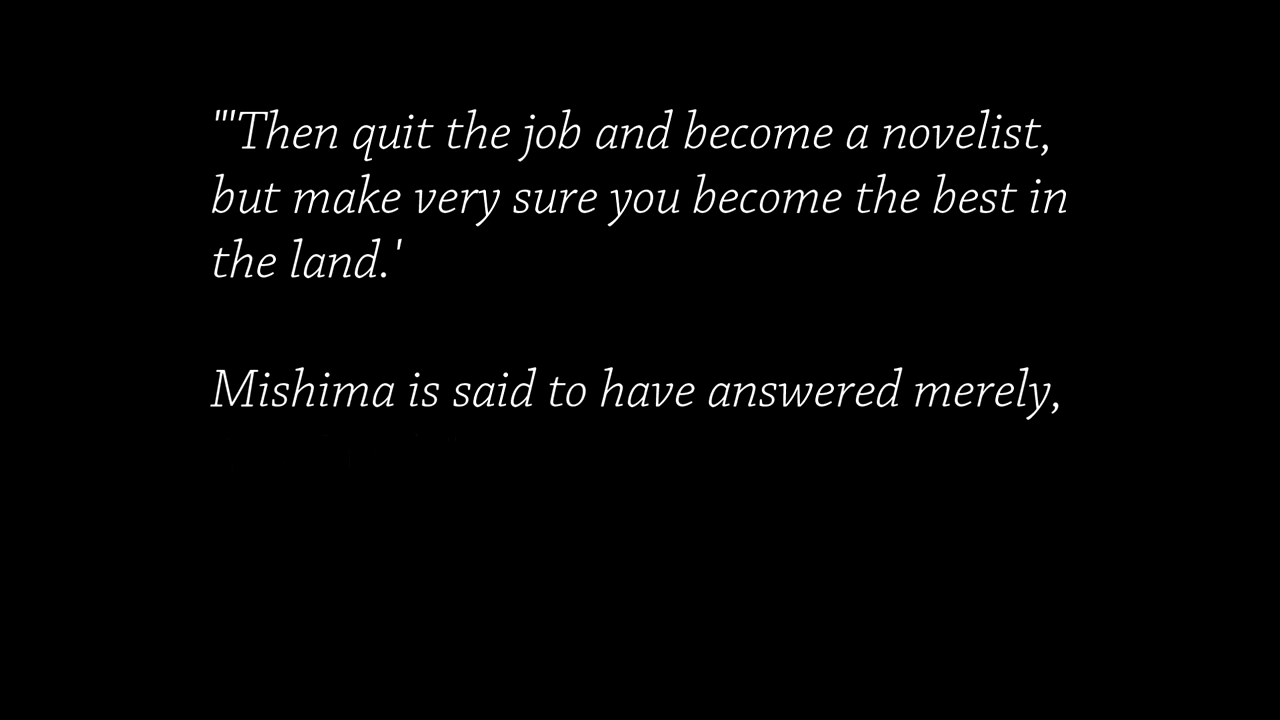 "'Then quit the job and become a novelist,
but make very sure you become the best in
the land.'
Mishima is said to have answered merely,